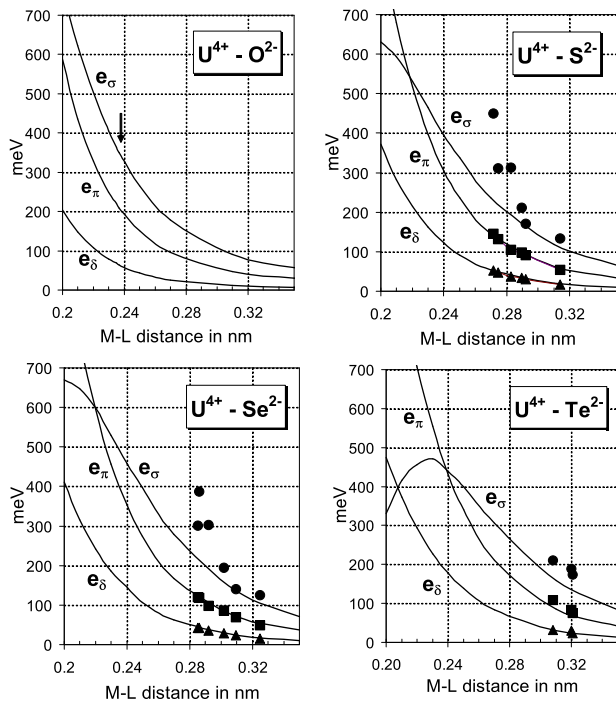 U⁴⁺ - O²⁻
700
600
500
400
300
200
100
0
meV
eσ
eπ
eδ
0.2
0.24
0.28
0.32
M-L distance in nm
U⁴⁺ - S²⁻
700
600
500
400
300
200
100
0
meV
eσ
eπ
eδ
0.2
0.24
0.28
0.32
M-L distance in nm
U⁴⁺ - Se²⁻
700
600
500
400
300
200
100
0
meV
eπ
eσ
eδ
0.2
0.24
0.28
0.32
M-L distance in nm
U⁴⁺ - Te²⁻
700
600
500
400
300
200
100
0
meV
eπ
eσ
eδ
0.20
0.24
0.28
0.32
M-L distance in nm